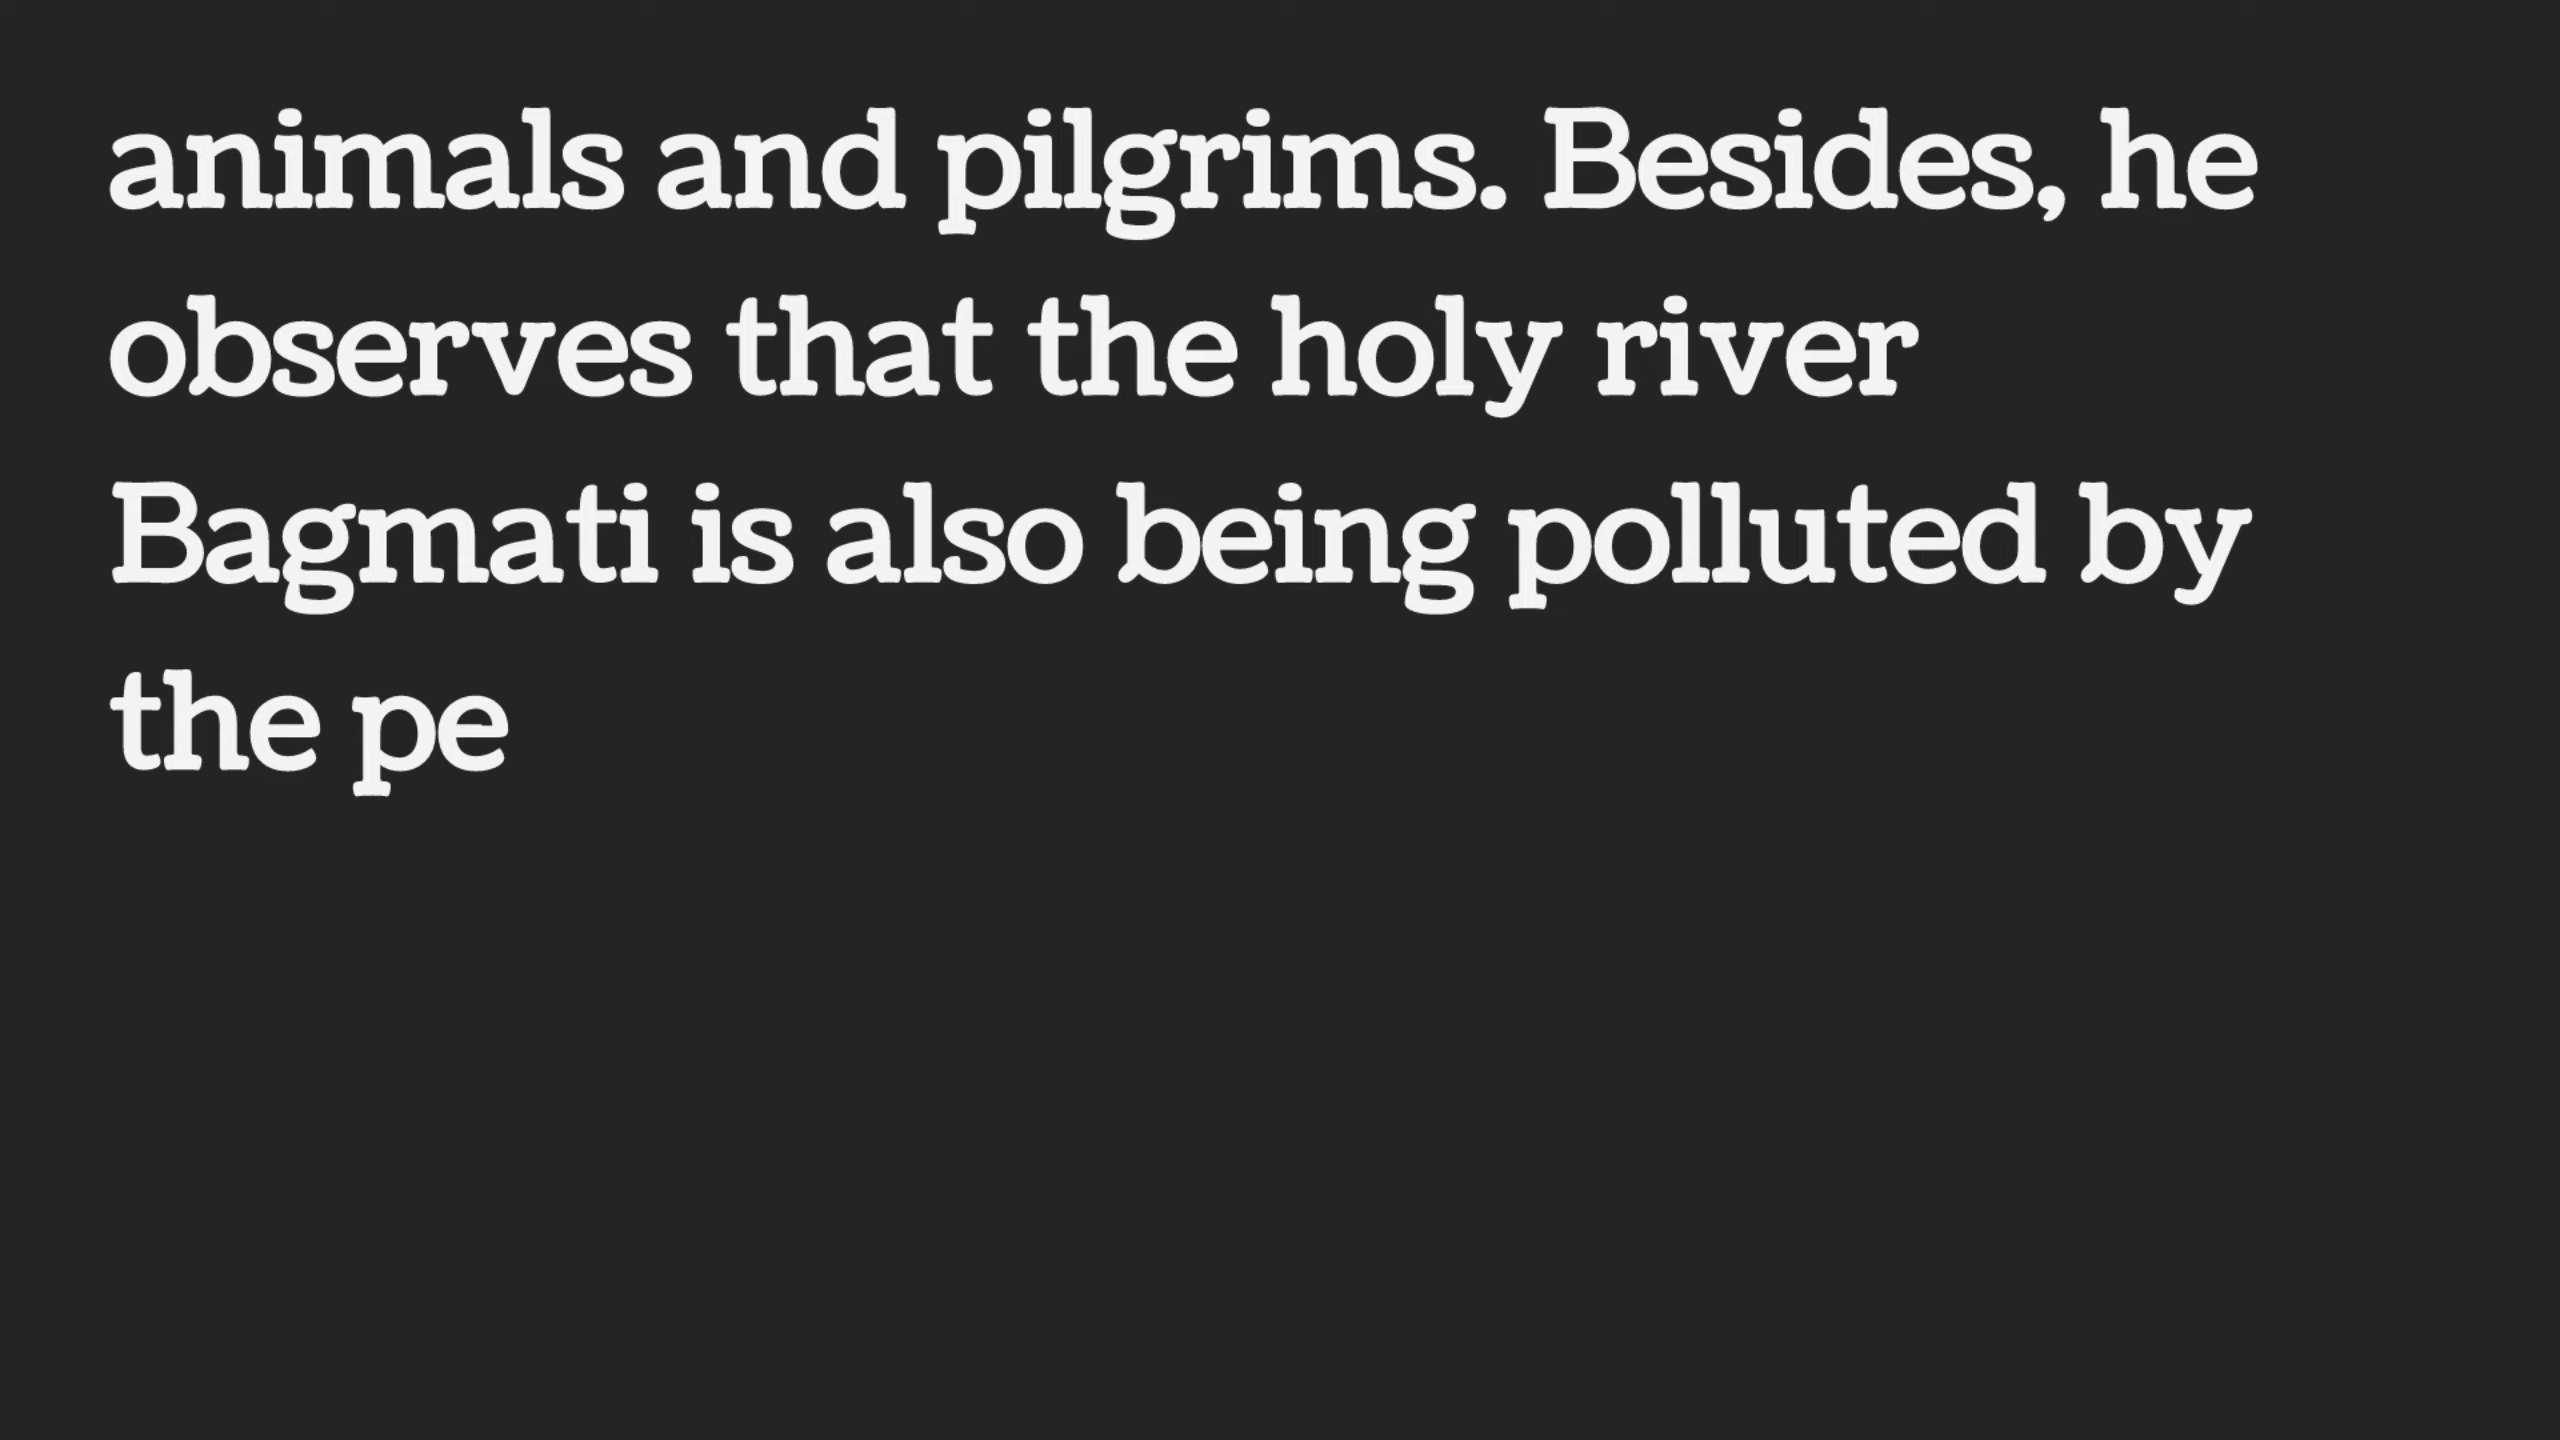 animals and pilgrims. Besides, he
observes that the holy river
Bagmati is also being polluted by
the pe